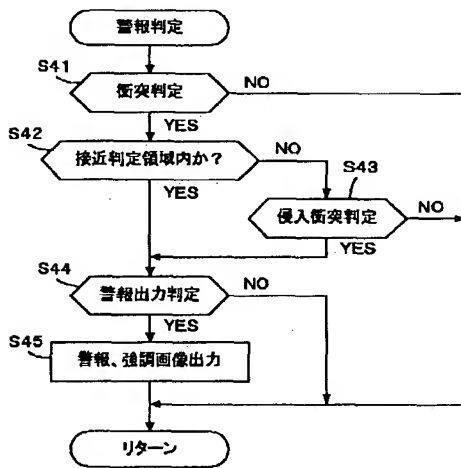 警報判定
S41
衝突判定
NO
YES
S42
接近判定領域内か？
NO
YES
S43
侵入衝突判定
NO
YES
S44
警報出力判定
NO
YES
S45
警報、強調画像出力
リターン